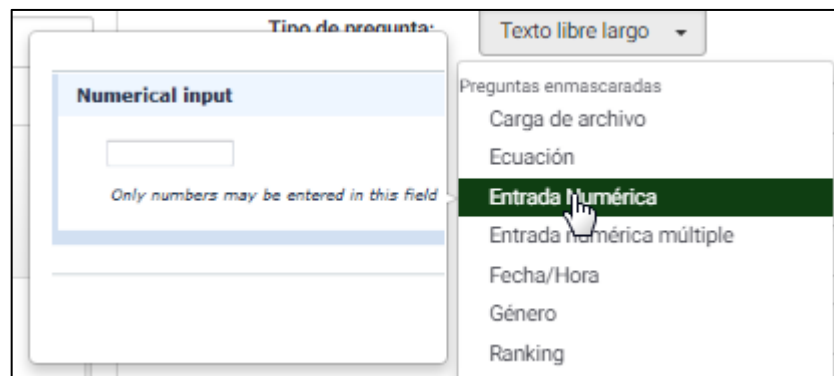 Tipo de pregunta:
Texto libre largo
Numerical input
Only numbers may be entered in this field
Preguntas enmascaradas
Carga de archivo
Ecuación
Entrada Numérica
Entrada numérica múltiple
Fecha/Hora
Género
Ranking